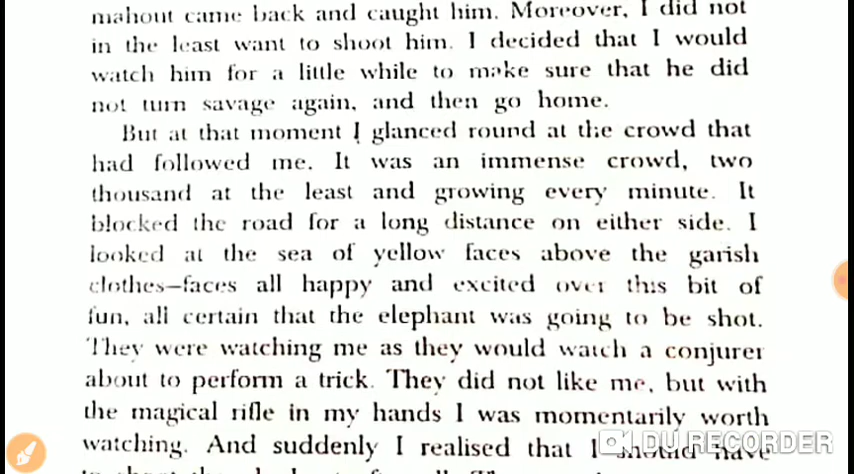 mahout came back and caught him. Moreover, I did not
in the least want to shoot him. I decided that I would
watch him for a little while to make sure that he did
not turn savage again, and then go home.
But at that moment I glanced round at the crowd that
had followed me. It was an immense crowd, two
thousand at the least and growing every minute. It
blocked the road for a long distance on either side. I
looked at the sea of yellow faces above the garish
clothes—faces all happy and excited over this bit of
fun, all certain that the elephant was going to be shot.
They were watching me as they would watch a conjurer
about to perform a trick. They did not like me, but with
the magical rifle in my hands I was momentarily worth
watching. And suddenly I realised that I should have
DU RECORDER